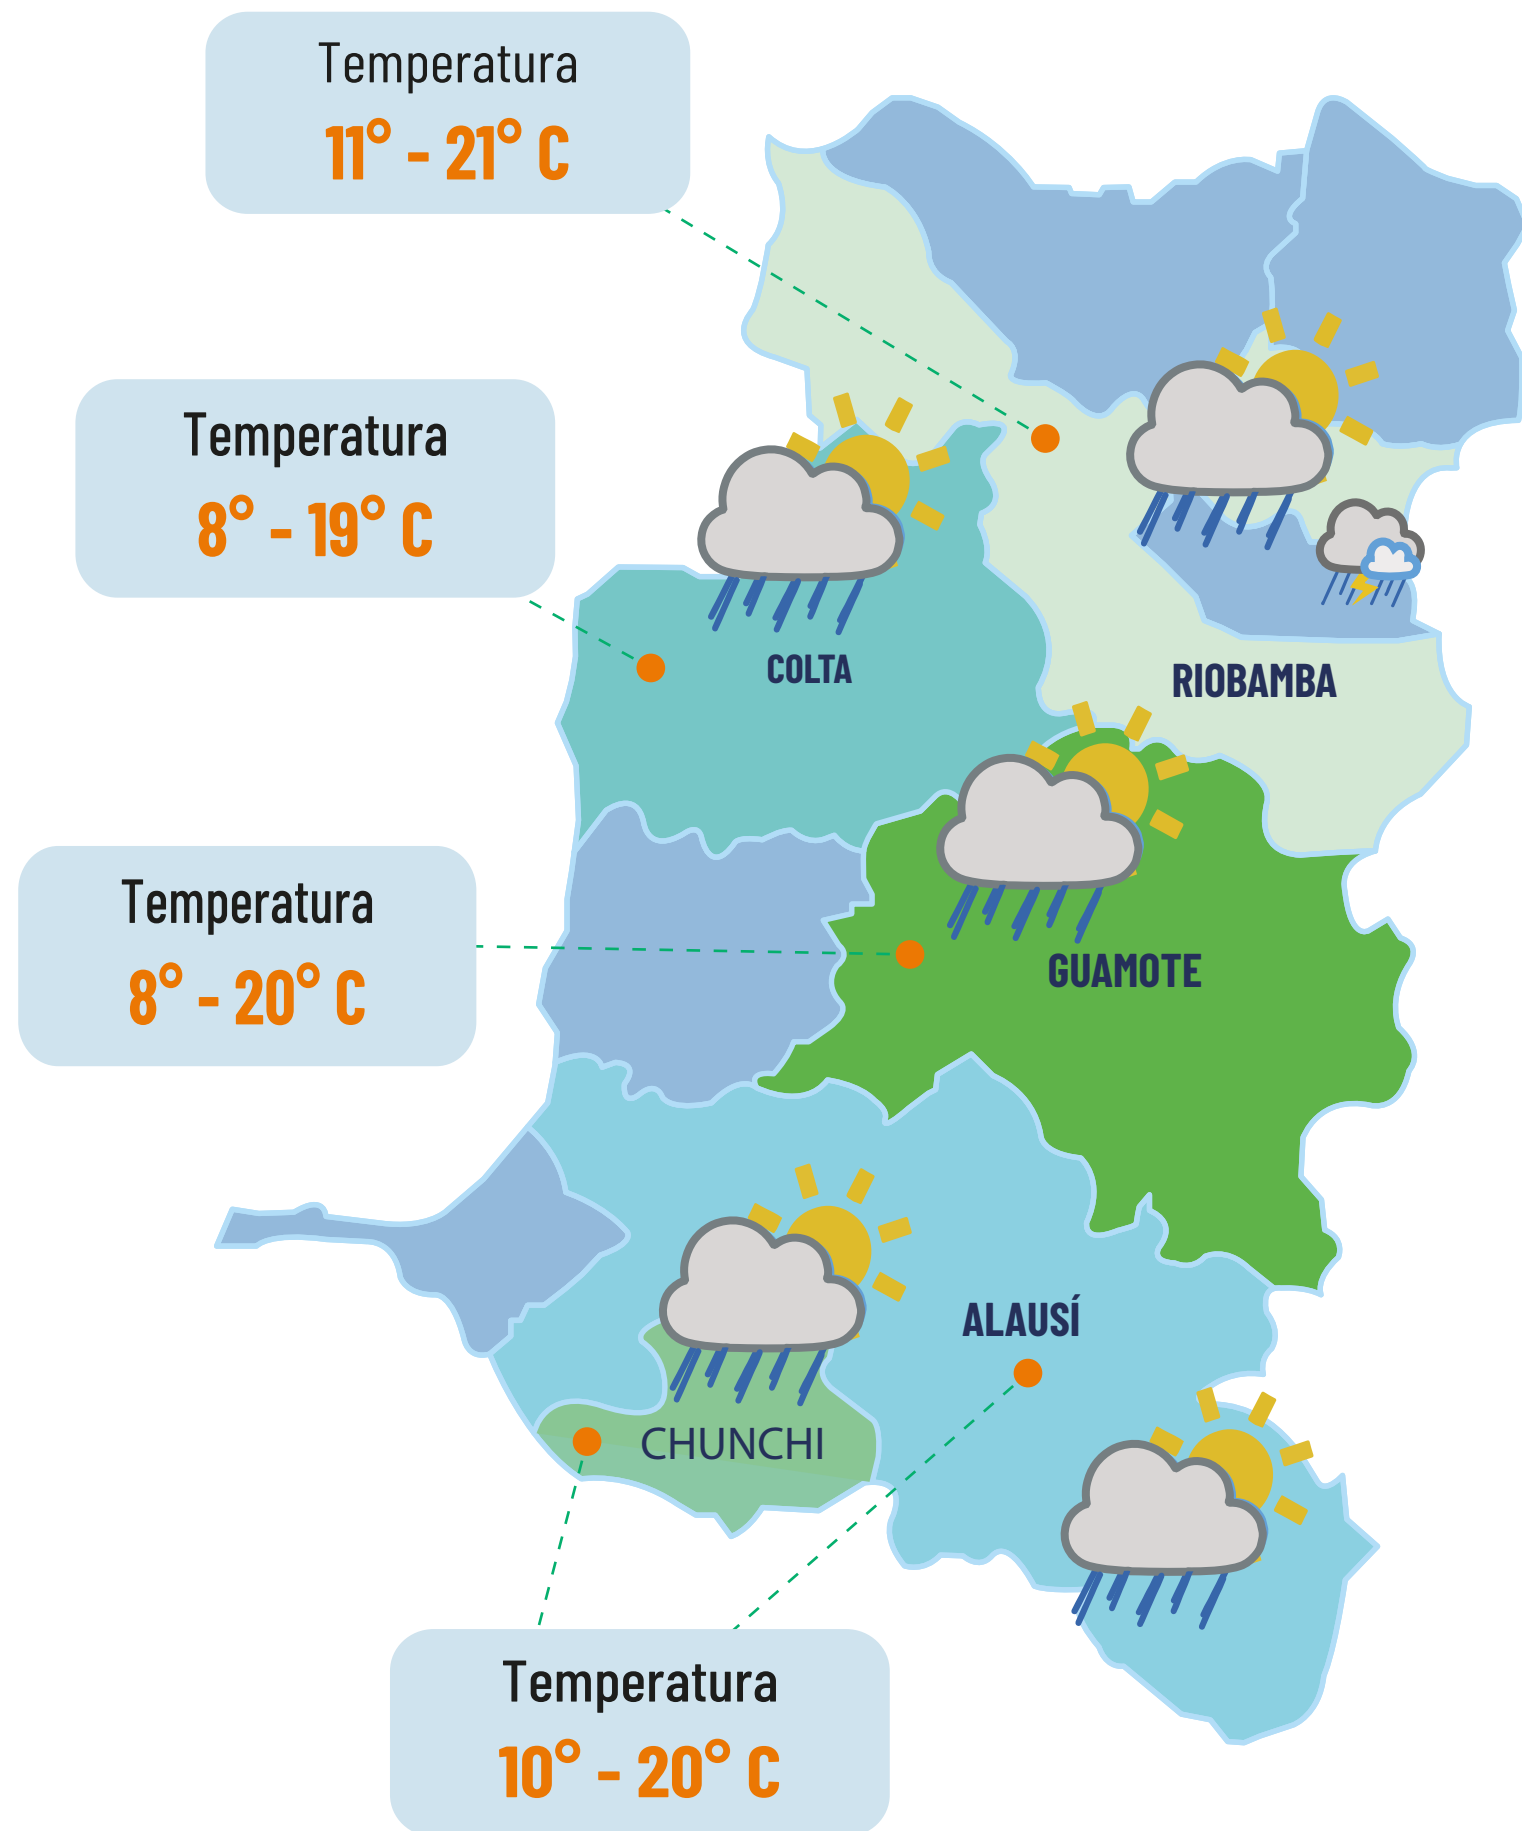 Temperatura
11° - 21° C
Temperatura
8° - 19° C
COLTA
RIOBAMBA
Temperatura
8° - 20° C
GUAMOTE
ALAUSÍ
CHUNCHI
Temperatura
10° - 20° C